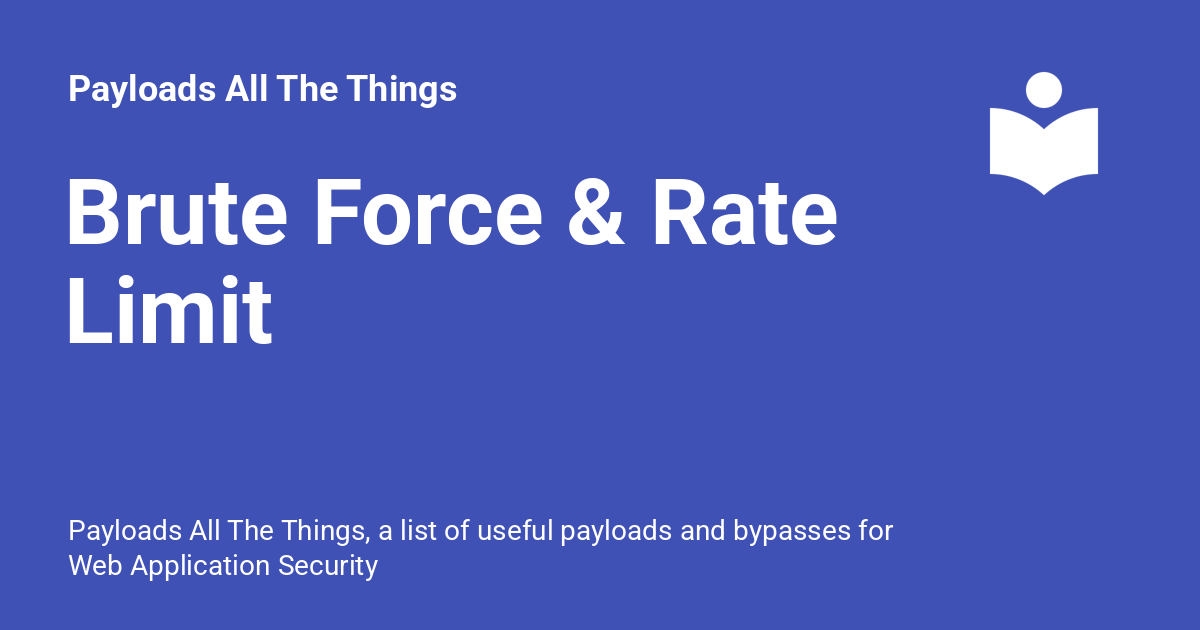 Payloads All The Things
Brute Force & Rate
Limit
Payloads All The Things, a list of useful payloads and bypasses for
Web Application Security